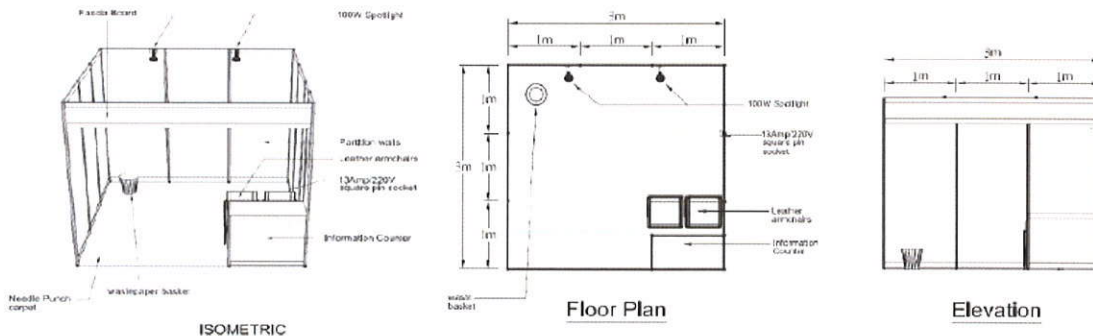 Fascia Board
100W Spotlight
Partition walls
Leather armchairs
13Amp/220V
square pin socket
Information Counter
wastepaper basket
Needle Punch
carpet
ISOMETRIC
3m
1m
1m
1m
3m
1m
1m
1m
100W Spotlight
13Amp/220V
square pin
socket
Leather
armchairs
Information
Counter
waste
basket
Floor Plan
3m
1m
1m
1m
Elevation